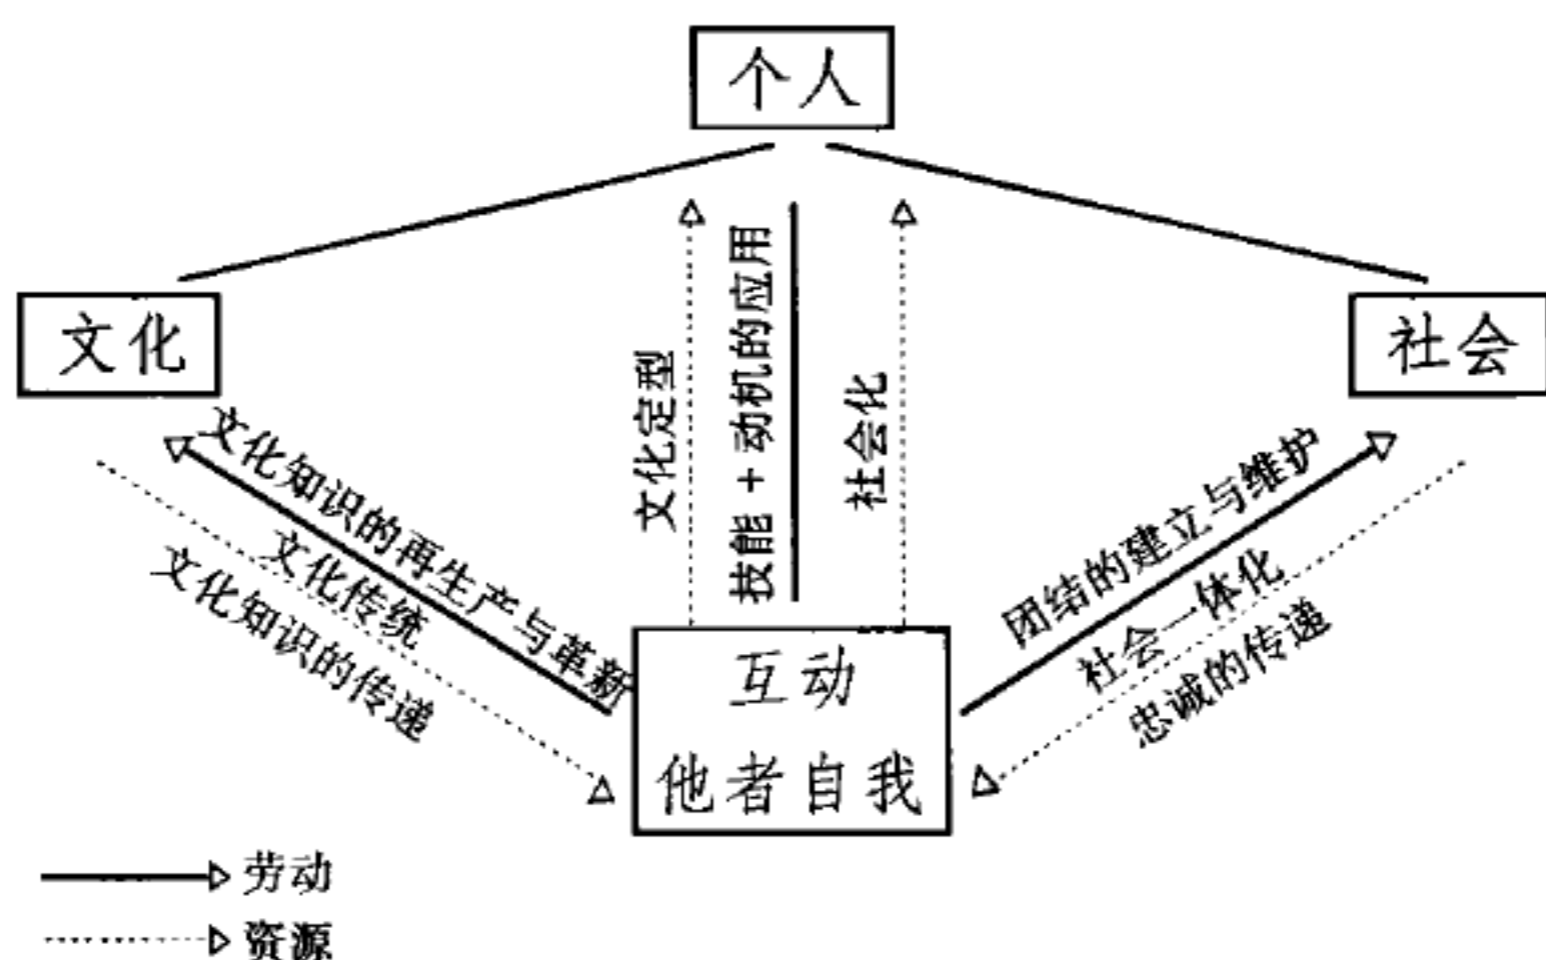 个人
文化
社会
文化定型
技能 + 动机的应用
社会化
文化知识的再生产与革新
文化传统
文化知识的传递
团结的建立与维护
社会一体化
忠诚的传递
互动
他者自我
劳动
资源